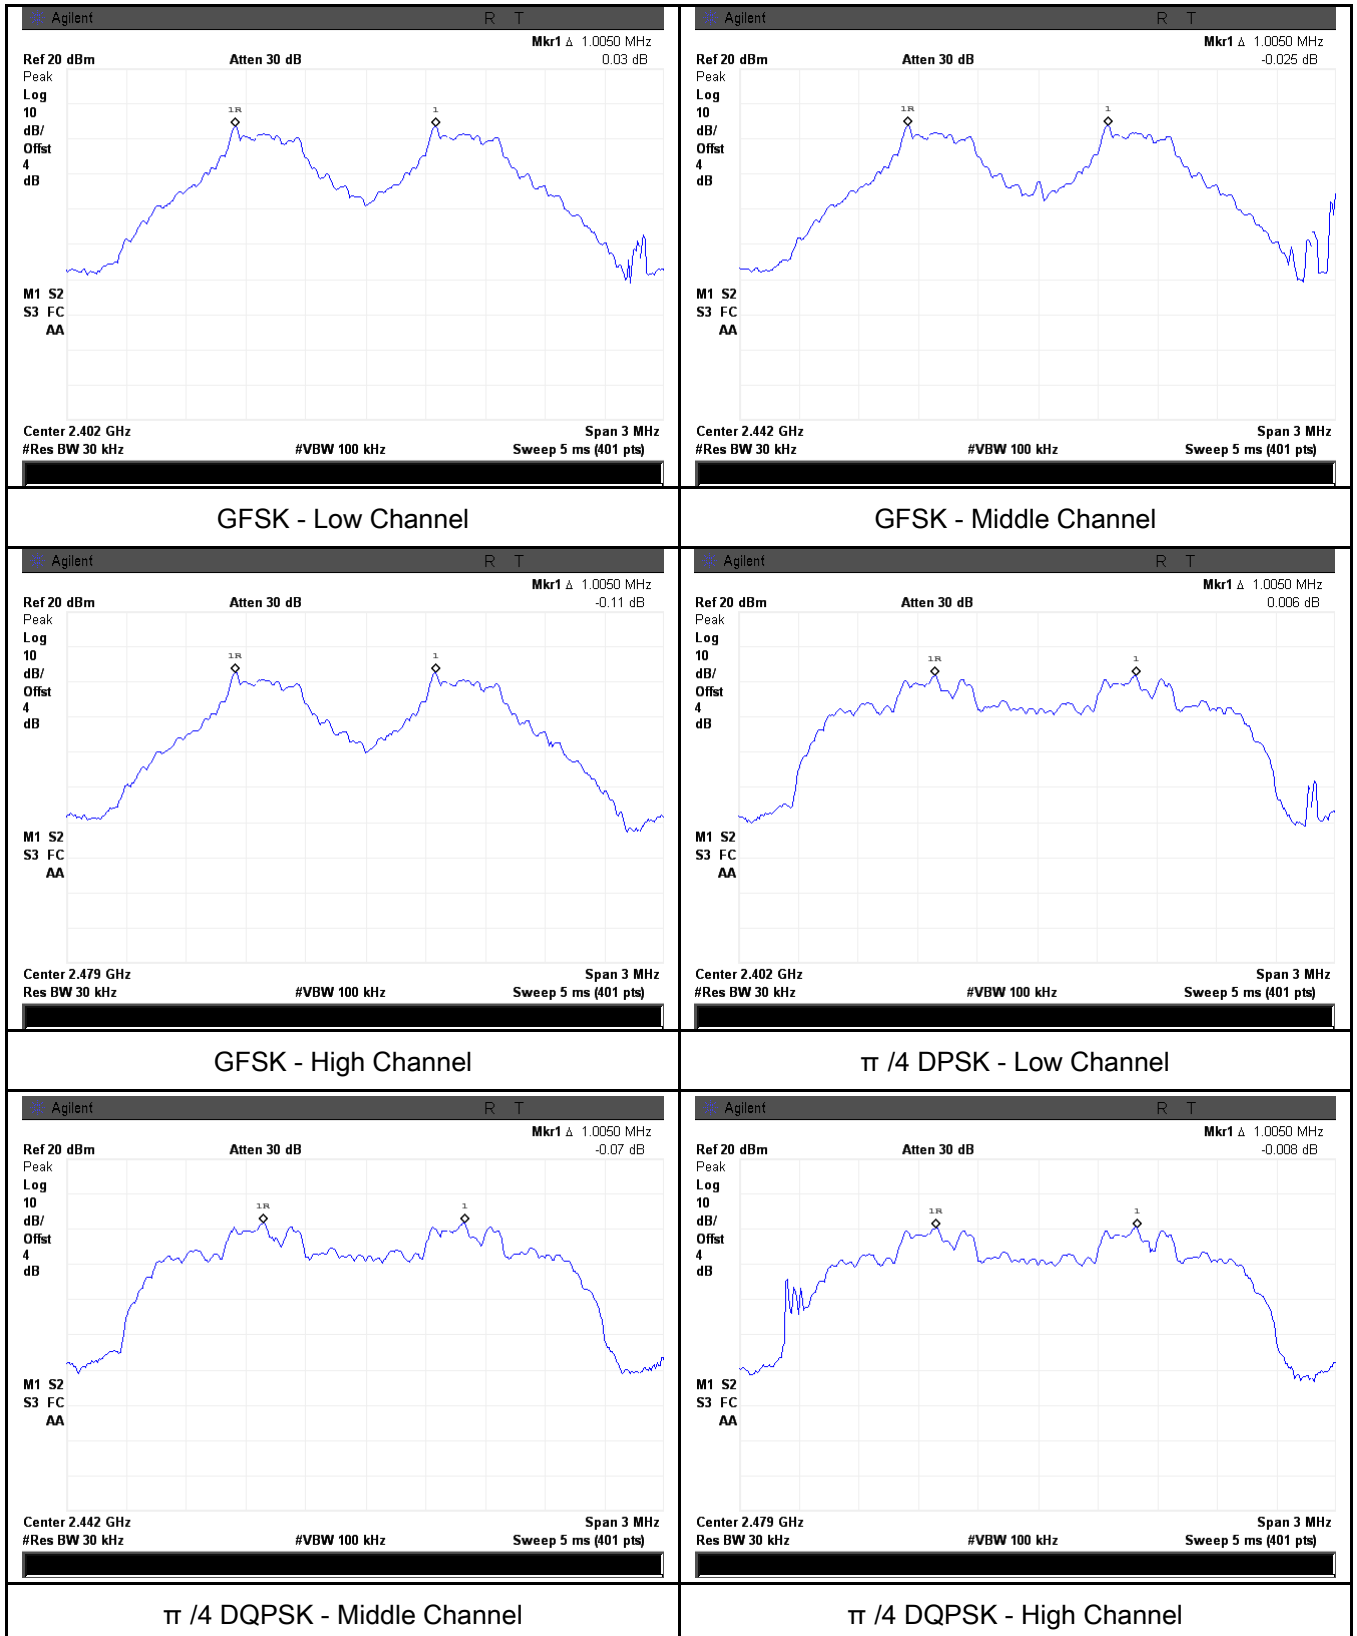 Agilent R T
Mkr1 Δ 1.0050 MHz
Ref 20 dBm Atten 30 dB 0.03 dB
Peak
Log
10
dB/
Offst
4
dB
1R 1
M1 S2
S3 FC
AA
Center 2.402 GHz Span 3 MHz
#Res BW 30 kHz #VBW 100 kHz Sweep 5 ms (401 pts)
GFSK - Low Channel
Agilent R T
Mkr1 Δ 1.0050 MHz
Ref 20 dBm Atten 30 dB -0.025 dB
Peak
Log
10
dB/
Offst
4
dB
1R 1
M1 S2
S3 FC
AA
Center 2.442 GHz Span 3 MHz
#Res BW 30 kHz #VBW 100 kHz Sweep 5 ms (401 pts)
GFSK - Middle Channel
Agilent R T
Mkr1 Δ 1.0050 MHz
Ref 20 dBm Atten 30 dB -0.11 dB
Peak
Log
10
dB/
Offst
4
dB
1R 1
M1 S2
S3 FC
AA
Center 2.479 GHz Span 3 MHz
Res BW 30 kHz #VBW 100 kHz Sweep 5 ms (401 pts)
GFSK - High Channel
Agilent R T
Mkr1 Δ 1.0050 MHz
Ref 20 dBm Atten 30 dB 0.006 dB
Peak
Log
10
dB/
Offst
4
dB
1R 1
M1 S2
S3 FC
AA
Center 2.402 GHz Span 3 MHz
#Res BW 30 kHz #VBW 100 kHz Sweep 5 ms (401 pts)
π /4 DPSK - Low Channel
Agilent R T
Mkr1 Δ 1.0050 MHz
Ref 20 dBm Atten 30 dB -0.07 dB
Peak
Log
10
dB/
Offst
4
dB
1R 1
M1 S2
S3 FC
AA
Center 2.442 GHz Span 3 MHz
#Res BW 30 kHz #VBW 100 kHz Sweep 5 ms (401 pts)
π /4 DQPSK - Middle Channel
Agilent R T
Mkr1 Δ 1.0050 MHz
Ref 20 dBm Atten 30 dB -0.008 dB
Peak
Log
10
dB/
Offst
4
dB
1R 1
M1 S2
S3 FC
AA
Center 2.479 GHz Span 3 MHz
Res BW 30 kHz #VBW 100 kHz Sweep 5 ms (401 pts)
π /4 DQPSK - High Channel